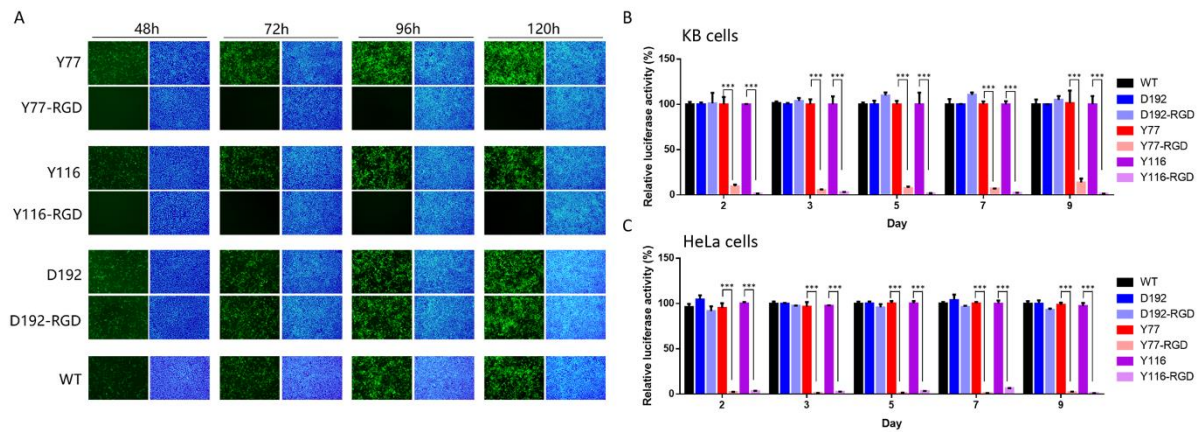 A
48h 72h 96h 120h
Y77
Y77-RGD
Y116
Y116-RGD
D192
D192-RGD
WT
B
KB cells
Relative luciferase activity (%)
150
100
50
0
*** *** *** *** *** *** *** *** *** ***
2 3 5 7 9
Day
WT
D192
D192-RGD
Y77
Y77-RGD
Y116
Y116-RGD
C
HeLa cells
Relative luciferase activity (%)
150
100
50
0
*** *** *** *** *** *** *** *** *** ***
2 3 5 7 9
Day
WT
D192
D192-RGD
Y77
Y77-RGD
Y116
Y116-RGD